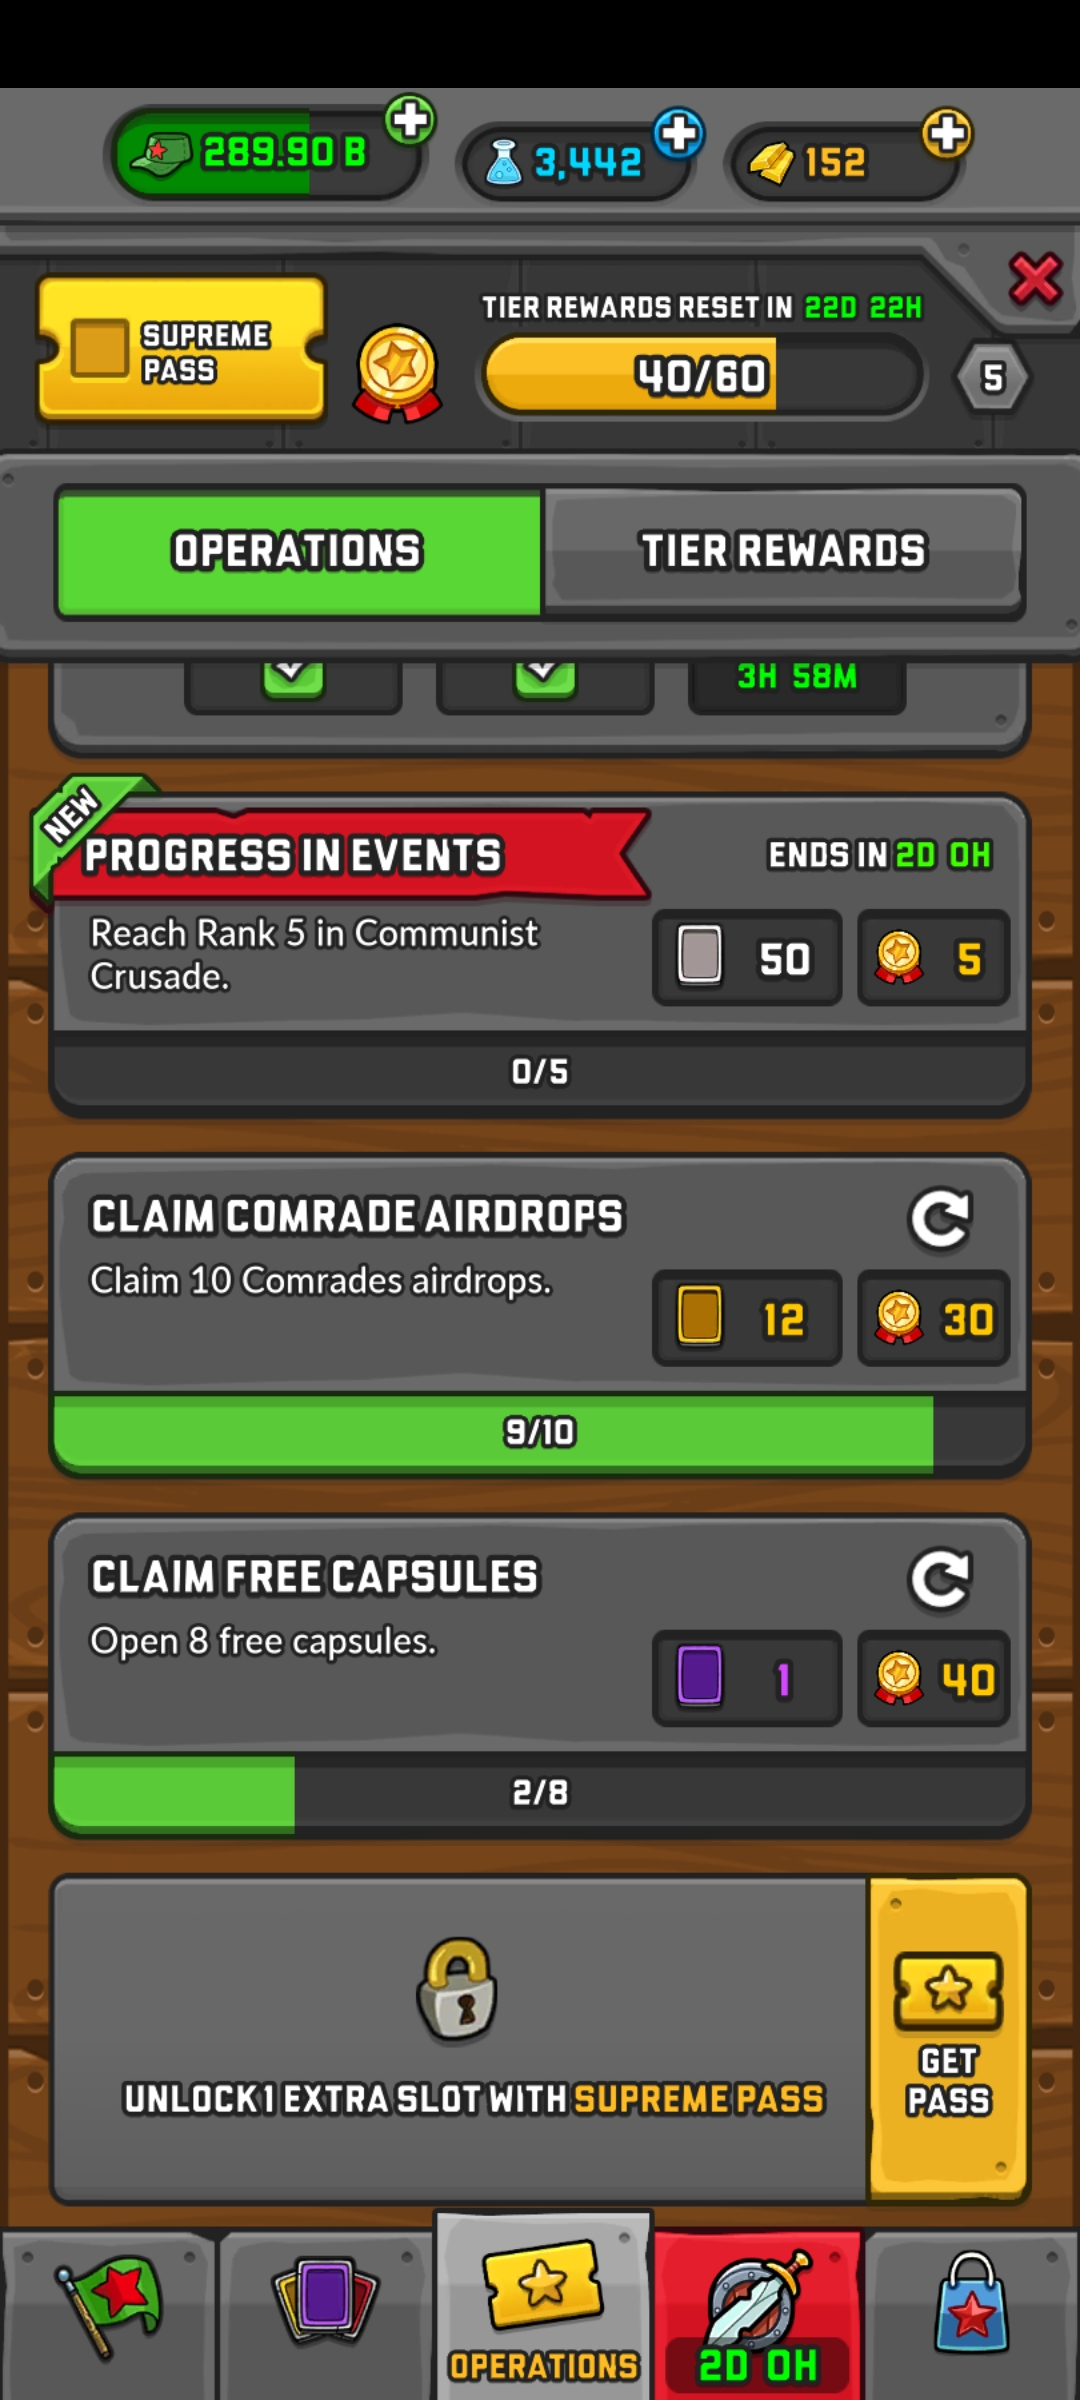 289.90 B
3,442
152
SUPREME
PASS
TIER REWARDS RESET IN 22D 22H
40/60
5
OPERATIONS
TIER REWARDS
3H 58M
NEW
PROGRESS IN EVENTS
ENDS IN 2D 0H
Reach Rank 5 in Communist
Crusade.
50
5
0/5
CLAIM COMRADE AIRDROPS
Claim 10 Comrades airdrops.
12
30
9/10
CLAIM FREE CAPSULES
Open 8 free capsules.
1
40
2/8
UNLOCK 1 EXTRA SLOT WITH SUPREME PASS
GET
PASS
OPERATIONS
2D 0H